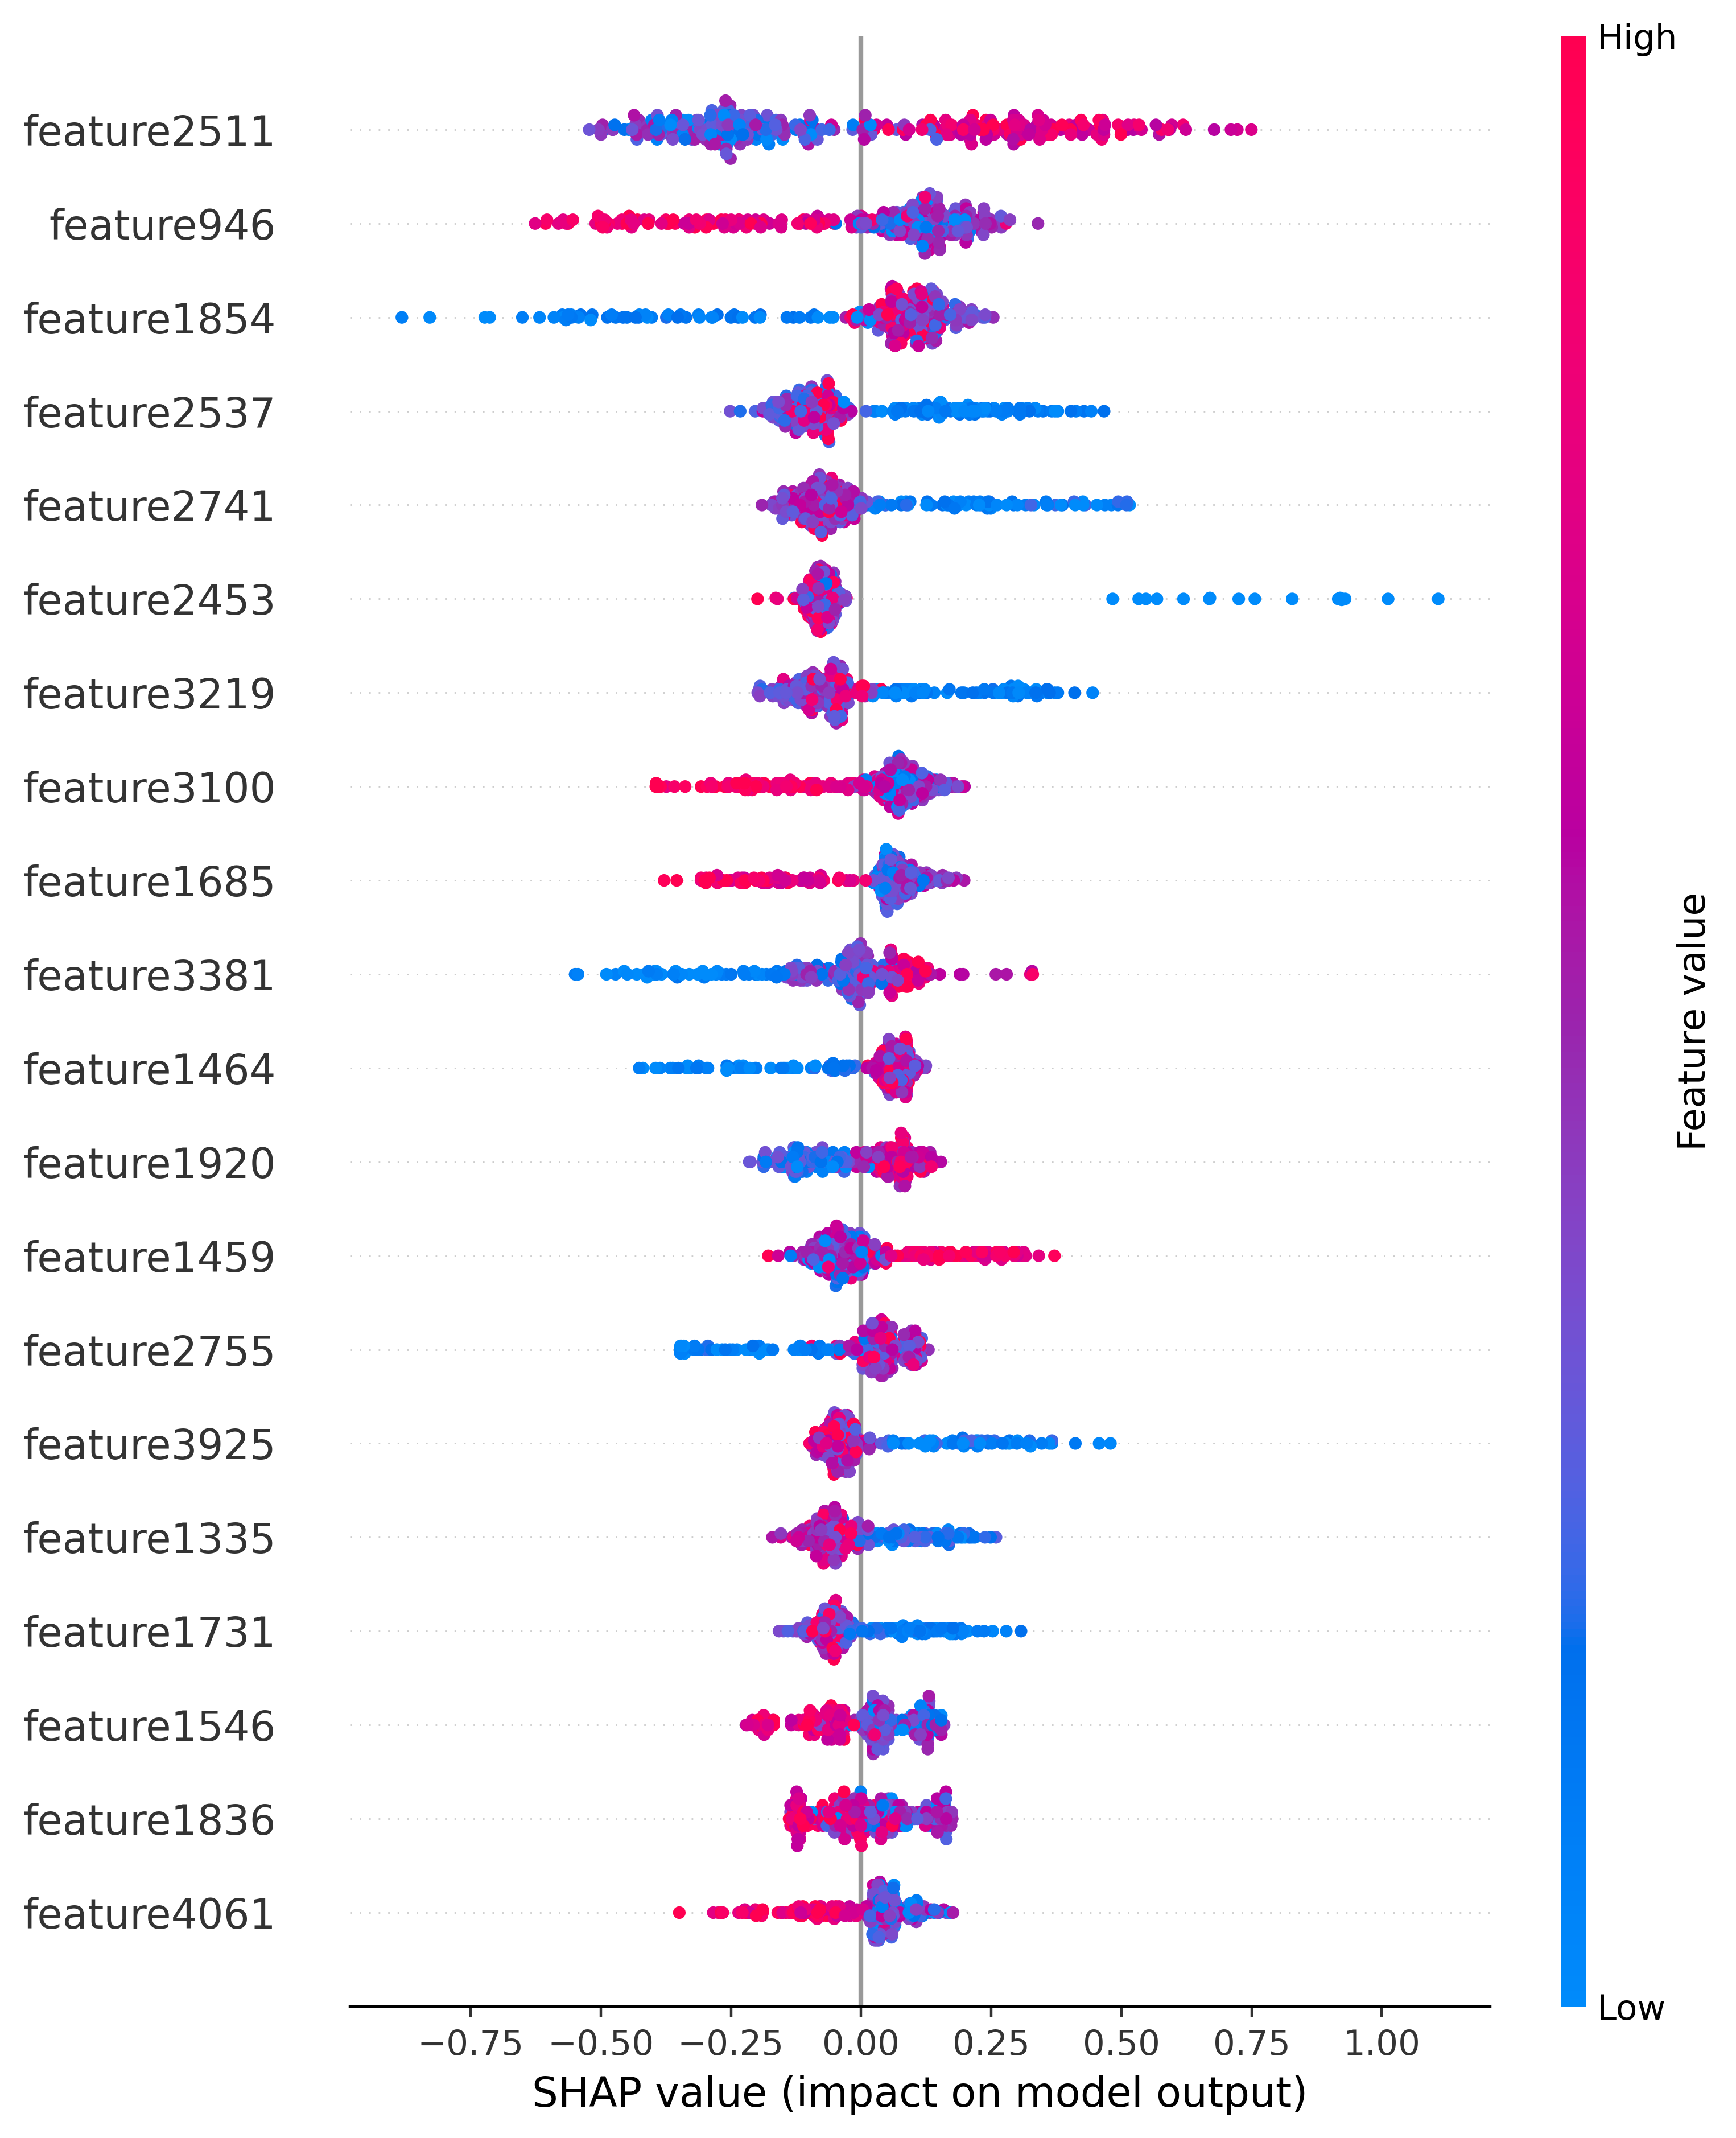 High
feature2511
feature946
feature1854
feature2537
feature2741
feature2453
feature3219
feature3100
feature1685
feature3381
feature1464
feature1920
feature1459
feature2755
feature3925
feature1335
feature1731
feature1546
feature1836
feature4061
Feature value
Low
−0.75 −0.50 −0.25 0.00 0.25 0.50 0.75 1.00
SHAP value (impact on model output)